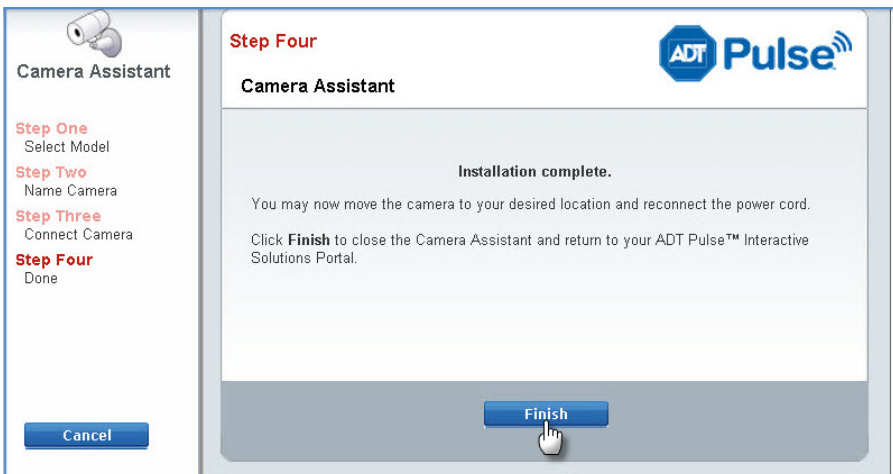 Camera Assistant
Step One
Select Model
Step Two
Name Camera
Step Three
Connect Camera
Step Four
Done
Cancel
Step Four
ADT Pulse
Camera Assistant
Installation complete.
You may now move the camera to your desired location and reconnect the power cord.
Click Finish to close the Camera Assistant and return to your ADT Pulse™ Interactive
Solutions Portal.
Finish